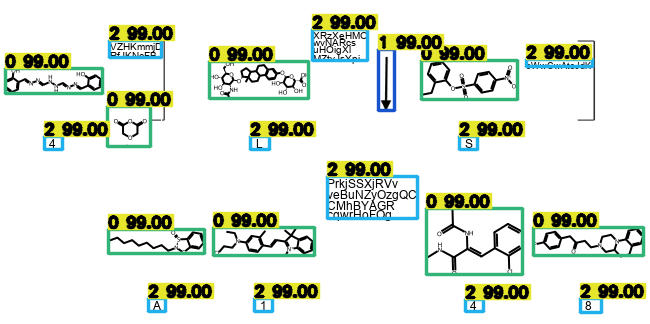 2 99.00
2 99.00
1 99.00
0 99.00
0 99.00
0 99.00
2 99.00
XRzXeHMC
wvNARcs
uHOigXl
0 99.00
2 99.00
2 99.00
2 99.00
4
L
S
2 99.00
PrkjSSXjRVv
veBuNZyOzgQC
CMhBYAGR
0 99.00
0 99.00
0 99.00
0 99.00
2 99.00
2 99.00
2 99.00
2 99.00
A
1
4
8